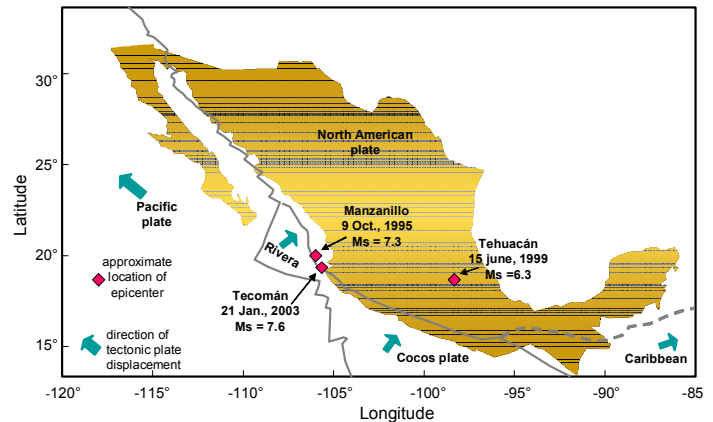 30°
25°
20°
15°
Latitude
-120°
-115°
-110°
-105°
-100°
-95°
-90°
-85
Longitude
North American
plate
Pacific
plate
Manzanillo
9 Oct., 1995
Ms = 7.3
Rivera
Tehuacán
15 june, 1999
Ms =6.3
approximate
location of
epicenter
Tecomán
21 Jan., 2003
Ms = 7.6
direction of
tectonic plate
displacement
Cocos plate
Caribbean